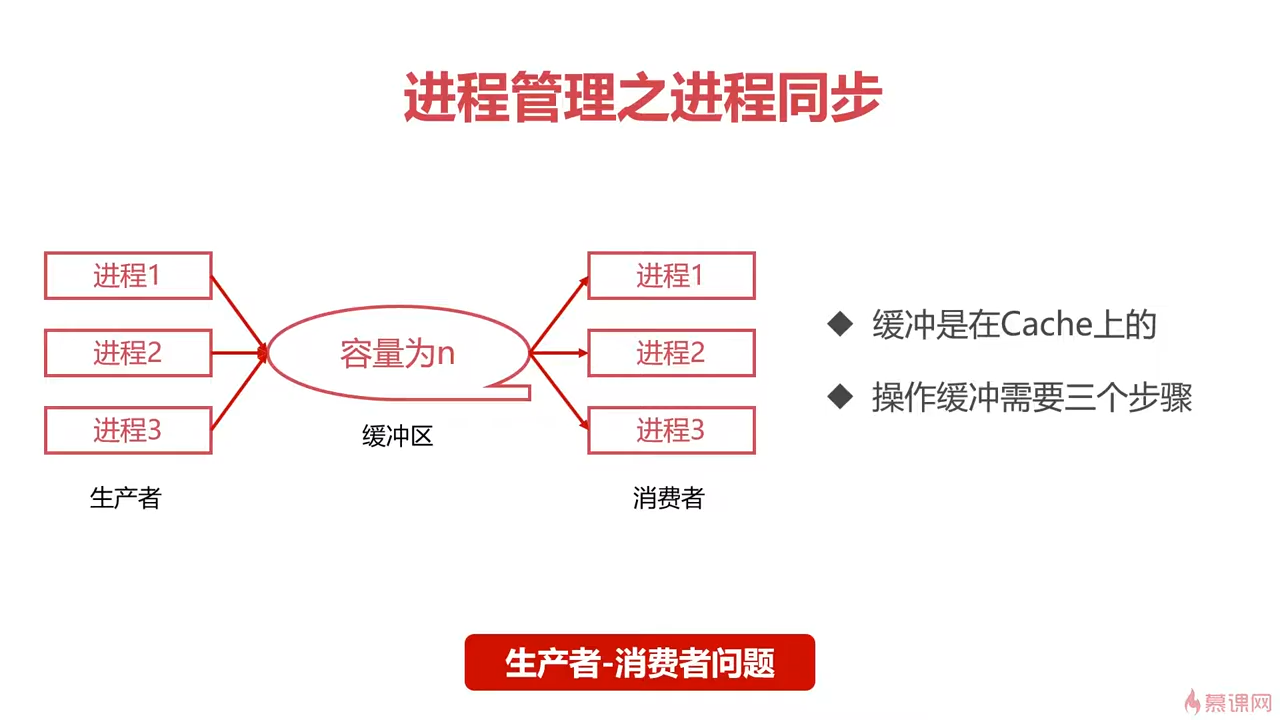 进程管理之进程同步
进程1
进程2
进程3
生产者
容量为n
缓冲区
进程1
进程2
进程3
消费者
缓冲是在Cache上的
操作缓冲需要三个步骤
生产者-消费者问题
慕课网